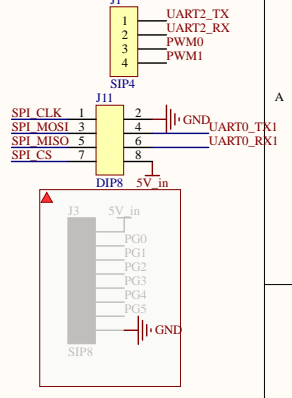 J1
1 UART2_TX
2 UART2_RX
3 PWM0
4 PWM1
SIP4
A
J11
SPI_CLK 1 2 GND
SPI_MOSI 3 4 UART0_TX1
SPI_MISO 5 6 UART0_RX1
SPI_CS 7 8
DIP8 5V_in
J3 5V_in
PG0
PG1
PG2
PG3
PG4
PG5
GND
SIP8